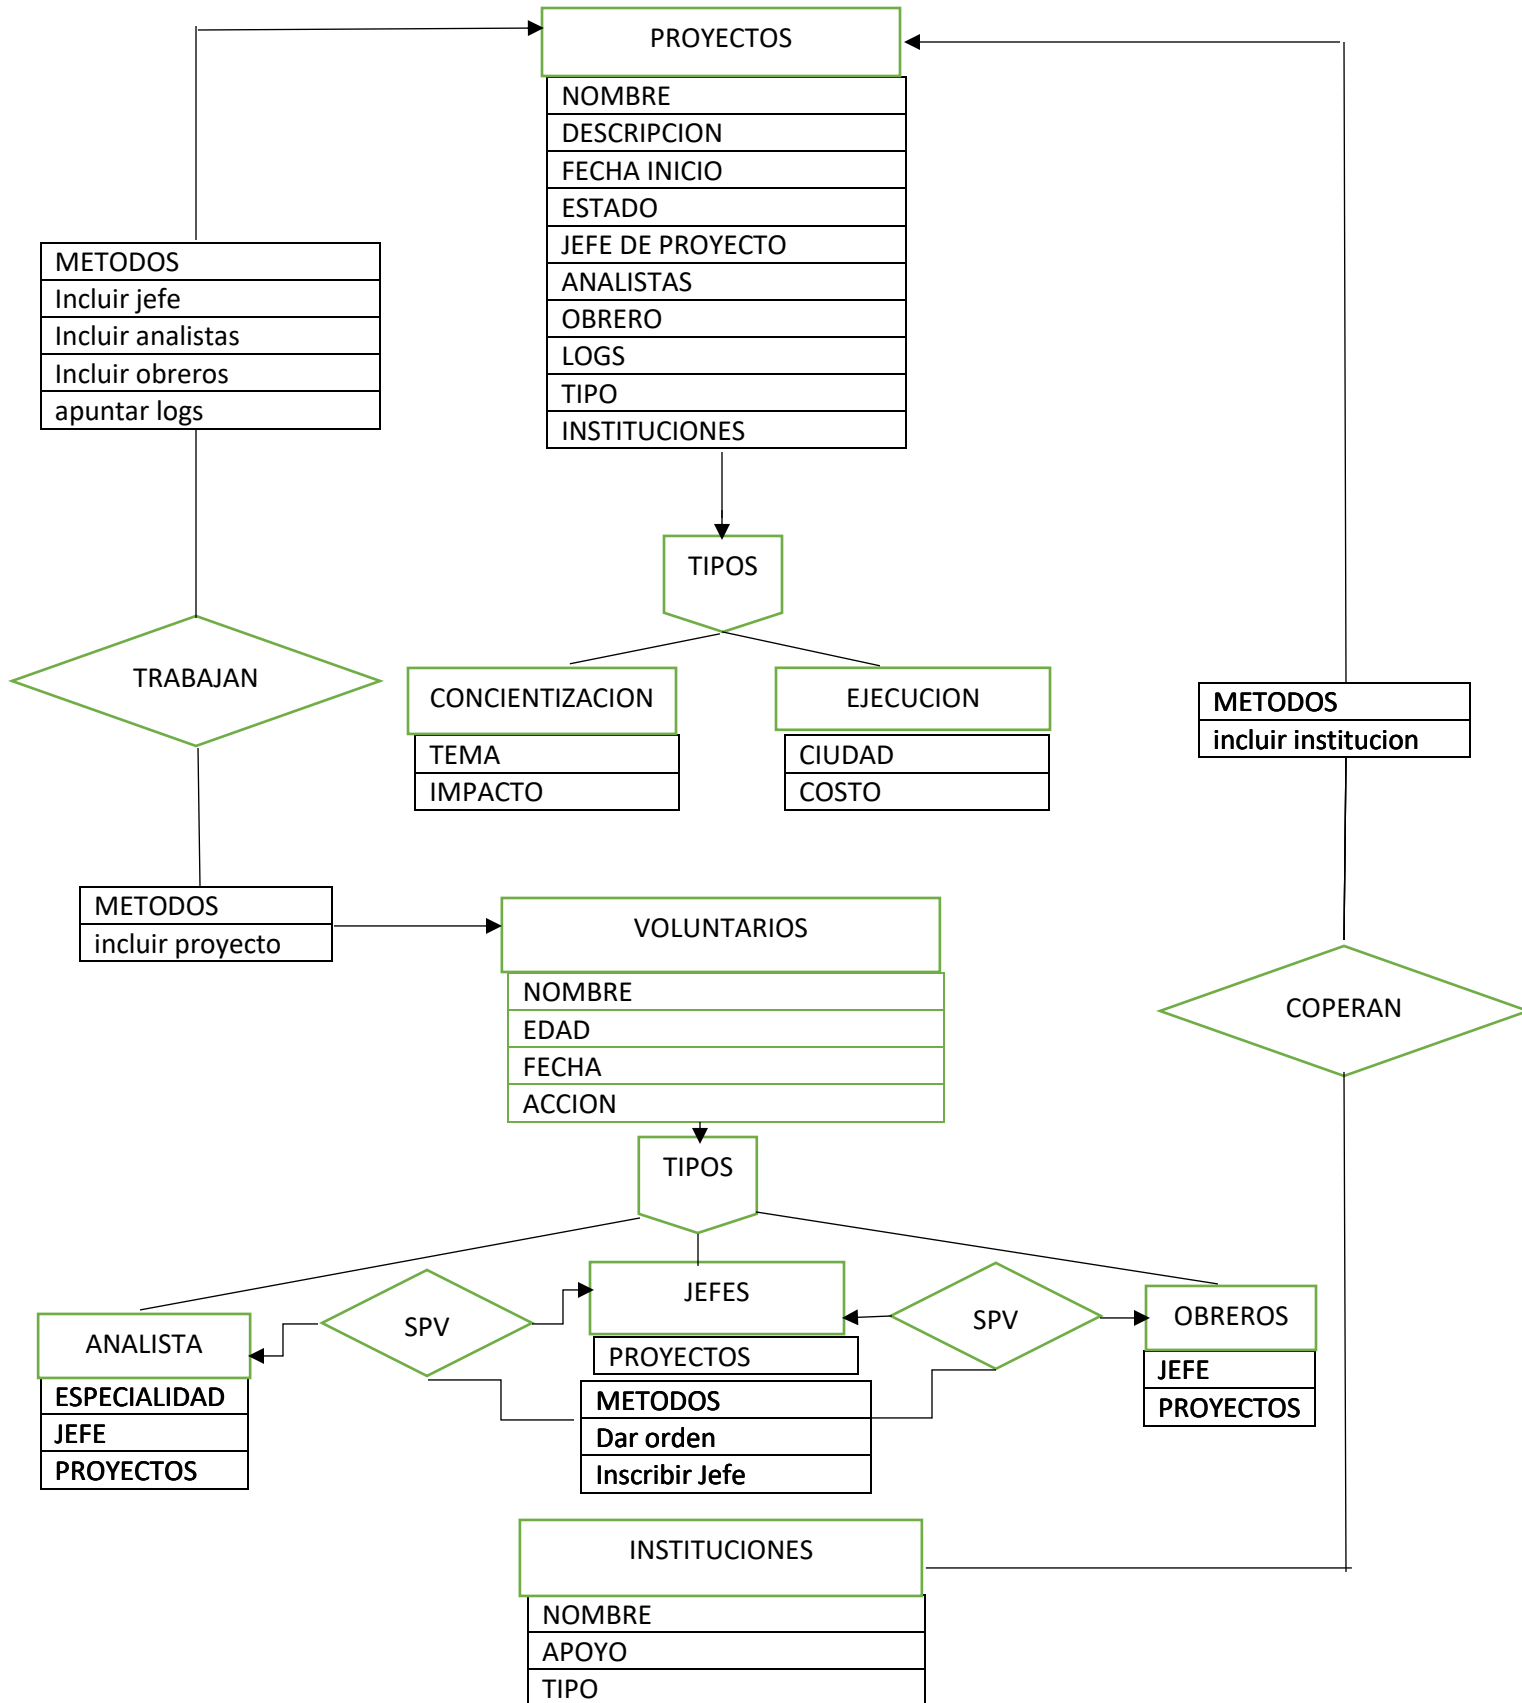 PROYECTOS
NOMBRE
DESCRIPCION
FECHA INICIO
ESTADO
JEFE DE PROYECTO
ANALISTAS
OBRERO
LOGS
TIPO
INSTITUCIONES
METODOS
Incluir jefe
Incluir analistas
Incluir obreros
apuntar logs
TIPOS
TRABAJAN
CONCIENTIZACION
TEMA
IMPACTO
EJECUCION
CIUDAD
COSTO
METODOS
incluir institucion
METODOS
incluir proyecto
VOLUNTARIOS
NOMBRE
EDAD
FECHA
ACCION
COPERAN
TIPOS
ANALISTA
ESPECIALIDAD
JEFE
PROYECTOS
SPV
JEFES
PROYECTOS
METODOS
Dar orden
Inscribir Jefe
SPV
OBREROS
JEFE
PROYECTOS
INSTITUCIONES
NOMBRE
APOYO
TIPO